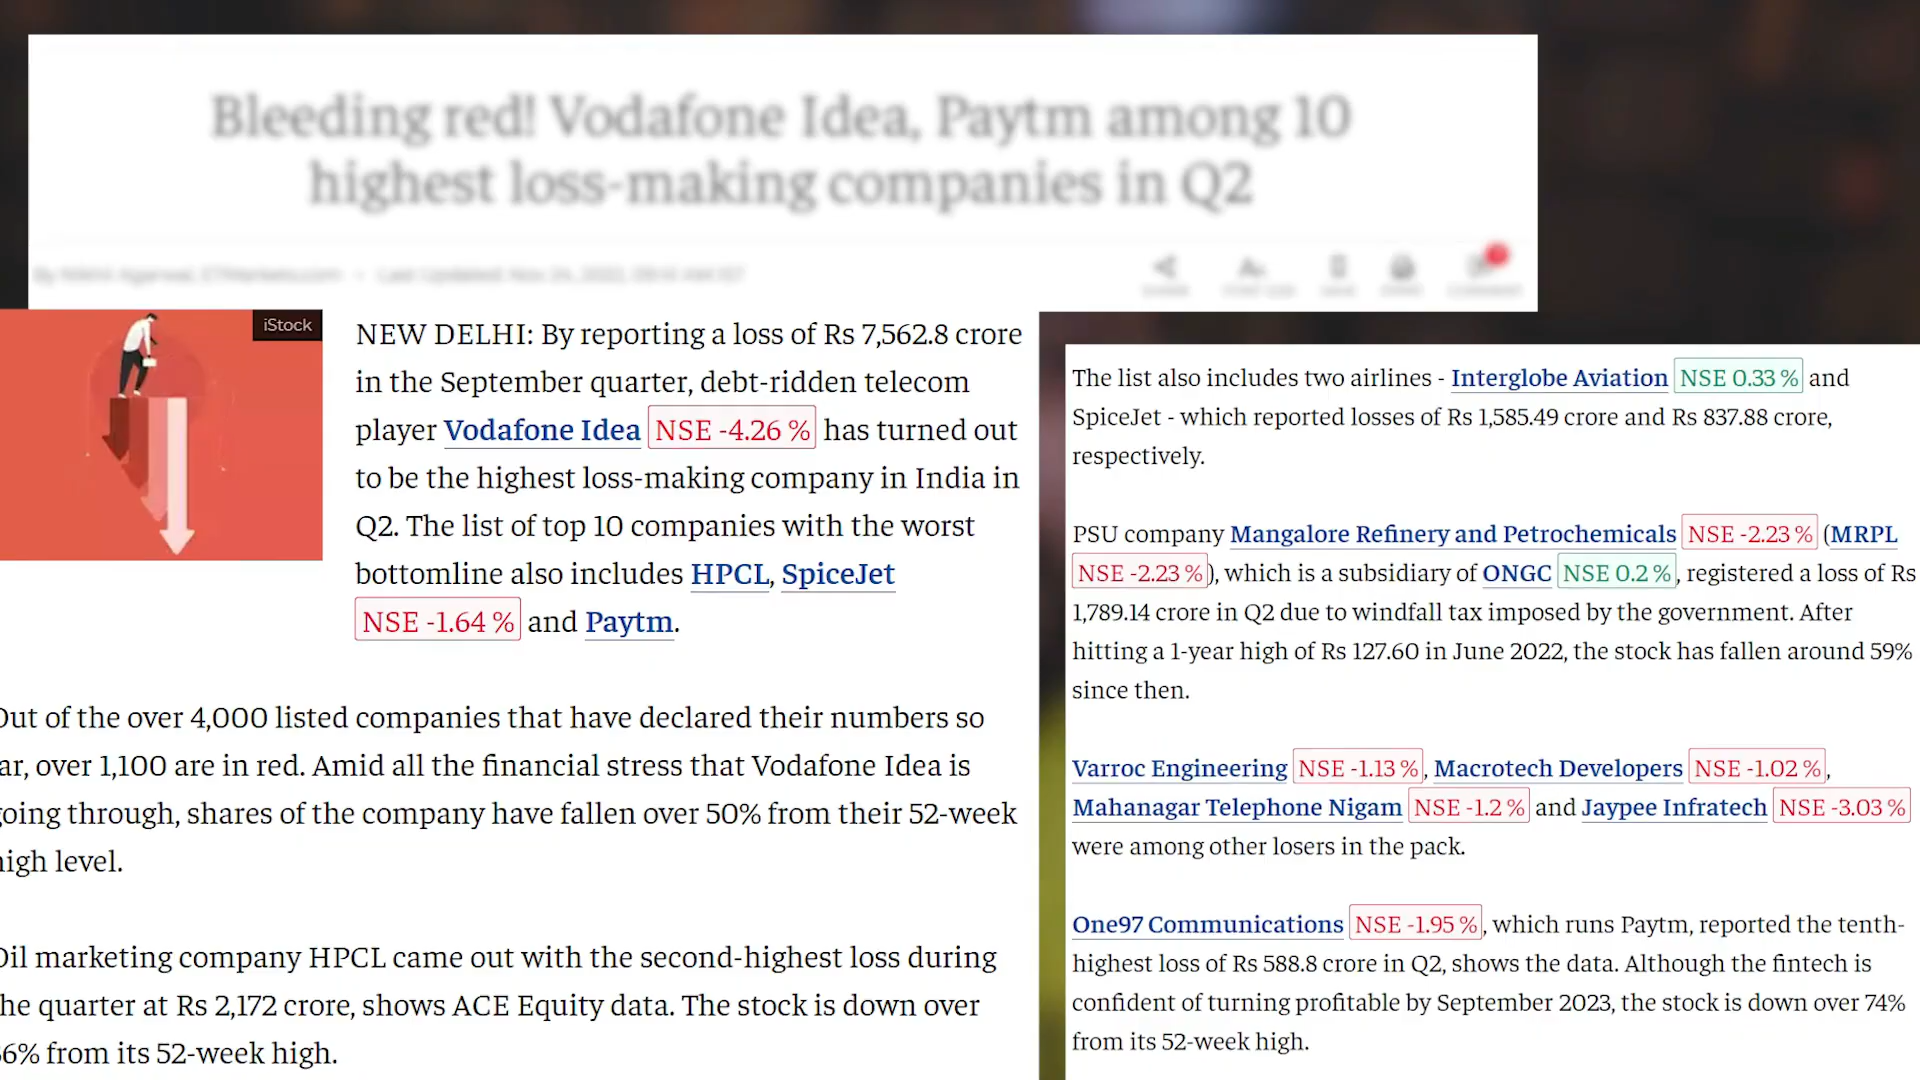 Bleeding red! Vodafone Idea, Paytm among 10
highest loss-making companies in Q2
iStock
NEW DELHI: By reporting a loss of Rs 7,562.8 crore
in the September quarter, debt-ridden telecom
player Vodafone Idea NSE -4.26 % has turned out
to be the highest loss-making company in India in
Q2. The list of top 10 companies with the worst
bottomline also includes HPCL, SpiceJet
NSE -1.64 % and Paytm.
Out of the over 4,000 listed companies that have declared their numbers so
ar, over 1,100 are in red. Amid all the financial stress that Vodafone Idea is
going through, shares of the company have fallen over 50% from their 52-week
high level.
Oil marketing company HPCL came out with the second-highest loss during
he quarter at Rs 2,172 crore, shows ACE Equity data. The stock is down over
6% from its 52-week high.
The list also includes two airlines - Interglobe Aviation NSE 0.33 % and
SpiceJet - which reported losses of Rs 1,585.49 crore and Rs 837.88 crore,
respectively.
PSU company Mangalore Refinery and Petrochemicals NSE -2.23 % (MRPL
NSE -2.23 %), which is a subsidiary of ONGC NSE 0.2 %, registered a loss of Rs
1,789.14 crore in Q2 due to windfall tax imposed by the government. After
hitting a 1-year high of Rs 127.60 in June 2022, the stock has fallen around 59%
since then.
Varroc Engineering NSE -1.13 %, Macrotech Developers NSE -1.02 %,
Mahanagar Telephone Nigam NSE -1.2 % and Jaypee Infratech NSE -3.03 %
were among other losers in the pack.
One97 Communications NSE -1.95 %, which runs Paytm, reported the tenth-
highest loss of Rs 588.8 crore in Q2, shows the data. Although the fintech is
confident of turning profitable by September 2023, the stock is down over 74%
from its 52-week high.